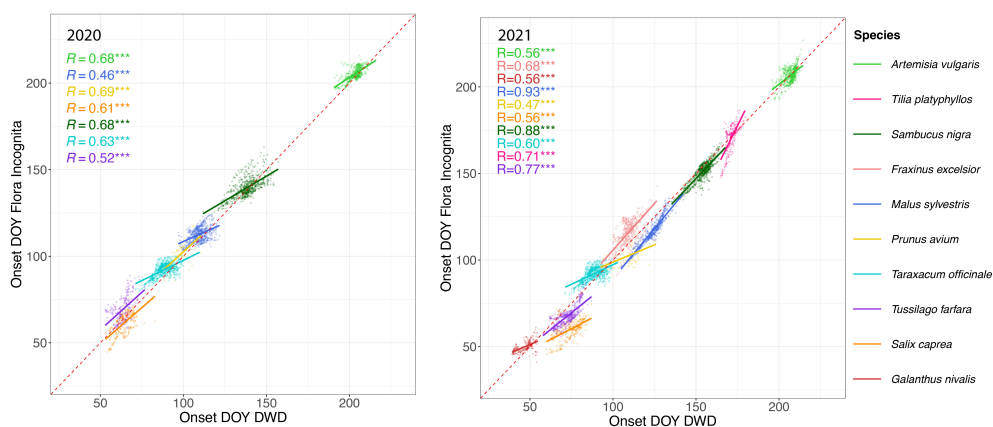 2020
R = 0.68***
R = 0.46***
R = 0.69***
R = 0.61***
R = 0.68***
R = 0.63***
R = 0.52***
200
150
100
50
50 100 150 200
Onset DOY DWD
Onset DOY Flora Incognita
2021
R=0.56***
R=0.68***
R=0.56***
R=0.93***
R=0.47***
R=0.56***
R=0.88***
R=0.60***
R=0.71***
R=0.77***
200
150
100
50
50 100 150 200
Onset DOY DWD
Onset DOY Flora Incognita
Species
Artemisia vulgaris
Tilia platyphyllos
Sambucus nigra
Fraxinus excelsior
Malus sylvestris
Prunus avium
Taraxacum officinale
Tussilago farfara
Salix caprea
Galanthus nivalis